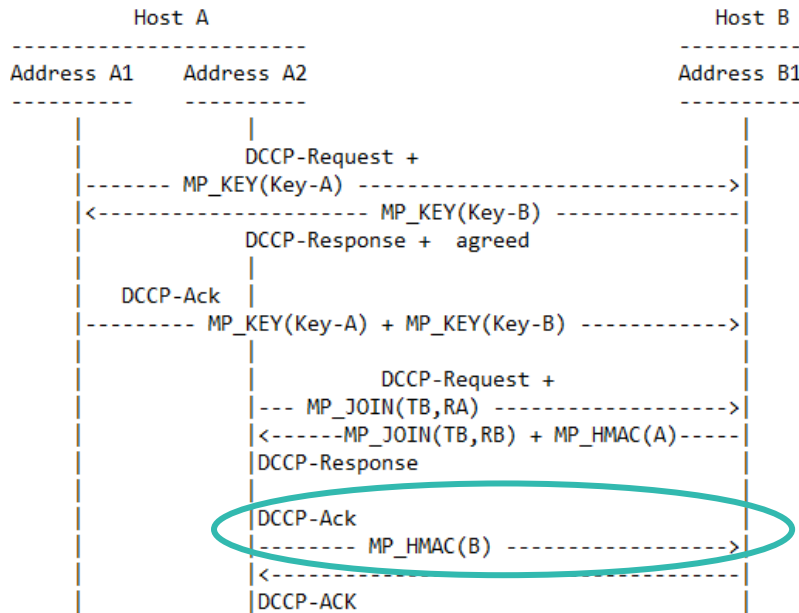 Host A Host B
------------------------ ----------
Address A1 Address A2 Address B1
---------- ---------- ----------
| | |
| DCCP-Request + |
|------- MP_KEY(Key-A) ------------------------------>|
|<---------------------- MP_KEY(Key-B) ---------------|
| DCCP-Response + agreed |
| | |
| DCCP-Ack | |
|--------- MP_KEY(Key-A) + MP_KEY(Key-B) ------------>|
| | |
| | DCCP-Request + |
| |--- MP_JOIN(TB,RA) ------------------->|
| |<------MP_JOIN(TB,RB) + MP_HMAC(A)-----|
| |DCCP-Response |
| | |
| |DCCP-Ack |
| |-------- MP_HMAC(B) ------------------>|
| |<--------------------------------------|
| |DCCP-ACK |